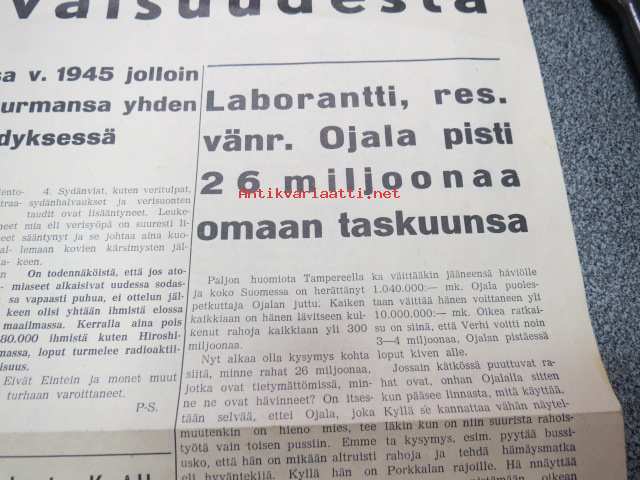 vaisuudesta
sa v. 1945 jolloin
urmansa yhden
dyksessä
4. Sydänviat, kuten veritulpat,
sydänhalvaukset ja verisuonten
taudit ovat lisääntyneet. Leuke-
mia eli verisyöpä on suuresti li-
sääntynyt ja se johtaa aina kuo-
lemaan kovien kärsimysten jäl-
keen.
On todennäköistä, että jos ato-
miaseet alkaisivat uudessa sodas-
sa vapaasti puhua, ei ottelun jäl-
keen olisi yhtään ihmistä elossa
maailmassa. Kerralla aina pois
80.000 ihmistä kuten Hiroshi-
massa, loput turmelee radioaktii-
isuus.
Eivät Eintein ja monet muut
turhaan varoittaneet.
P-S.
Laborantti, res.
vänr. Ojala pisti
26 miljoonaa
omaan taskuunsa
Antikvariaatti.net
Paljon huomiota Tampereella
ja koko Suomessa on herättänyt
petkuttaja Ojalan juttu. Kaiken
kaikkiaan on hänen lävitseen kul-
kenut rahoja kaikkiaan yli 300
miljoonaa.
Nyt alkaa olla kysymys kohta
siitä, minne rahat 26 miljoonaa,
jotka ovat tietymättömissä, min-
ne ne ovat hävinneet? On itses-
tään selvää, ettei Ojala, joka
muutenkin on hieno mies, tee
työtä vain toisen pussiin. Emme
usko, että hän on mikään altruisti
eli hyväntekijä. Kyllä hän on
ka väittääkin jääneensä häviölle
1.040.000:— mk. Ojala puoles-
taan väittää hänen voittaneen yli
10.000.000:— mk. Oikea ratkai-
su on siinä, että Verhi voitti noin
3—4 miljoonaa, Ojalan pistäessä
loput kiven alle.
Jossain kätkössä puuttuvat ra-
hat ovat, onhan Ojalalla sitten
kun pääsee linnasta, mitä käyttää.
Kyllä se kannattaa vähän näytel-
läkin kun on niin suurista rahois-
ta kysymys, esim. pyytää bussi-
rahoja ja tehdä hämäysmatka
Porkkalan rajoille. Hä nnäyttää